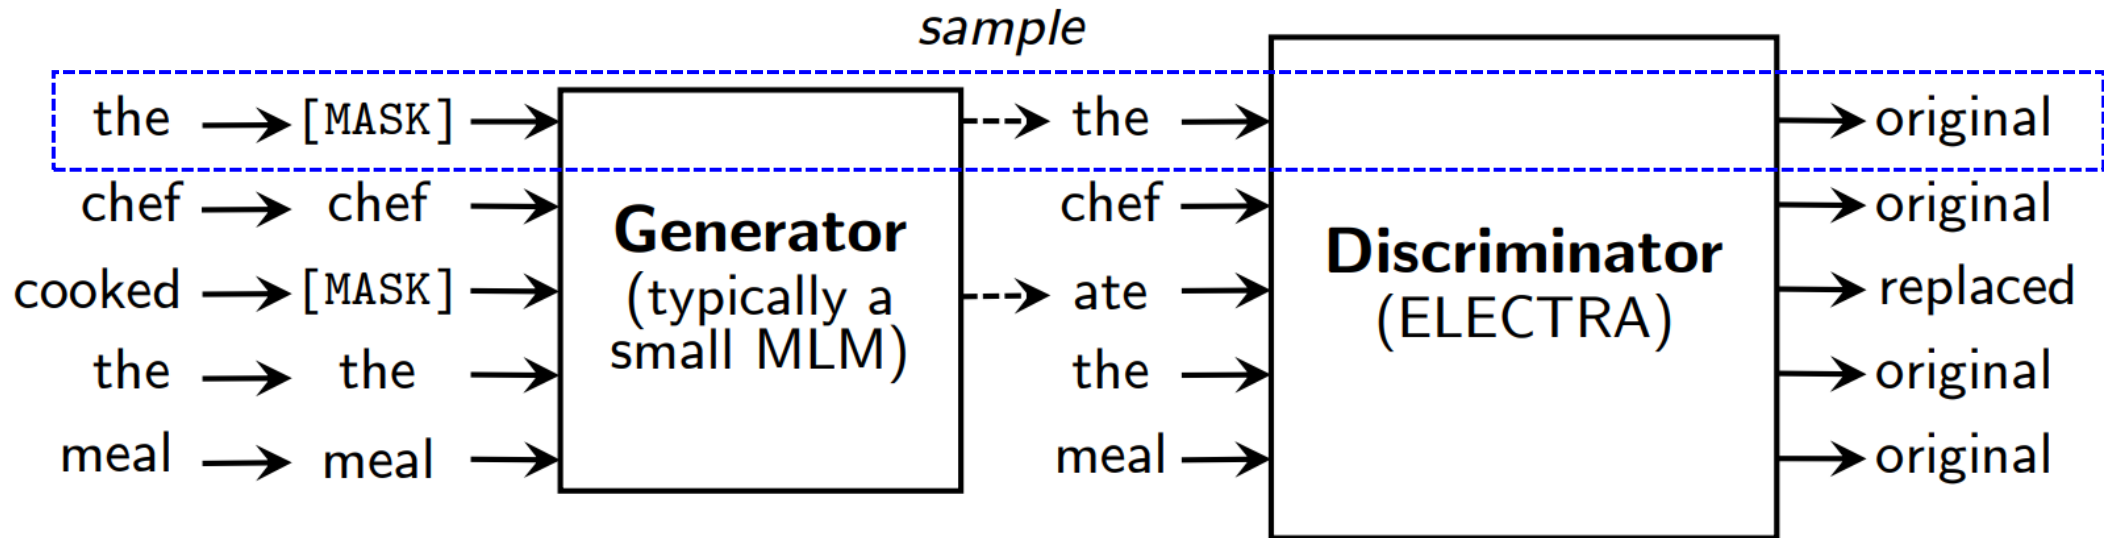 sample
the [MASK] the original
chef chef chef original
cooked [MASK] ate replaced
the the the original
meal meal meal original
Generator
(typically a
small MLM)
Discriminator
(ELECTRA)